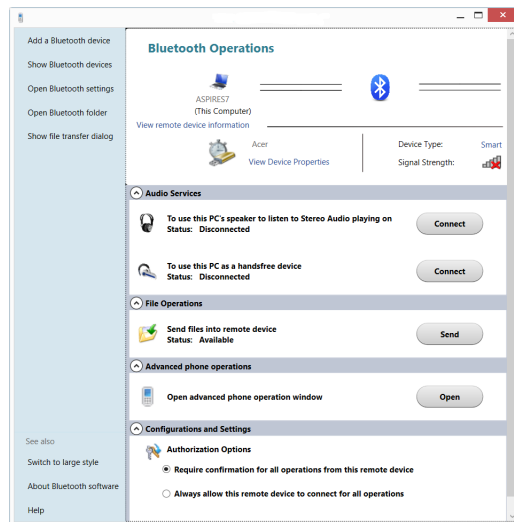 Add a Bluetooth device
Show Bluetooth devices
Open Bluetooth settings
Open Bluetooth folder
Show file transfer dialog
Bluetooth Operations
ASPIRES7
(This Computer)
View remote device information
Acer
View Device Properties
Device Type: Smart
Signal Strength:
Audio Services
To use this PC's speaker to listen to Stereo Audio playing on
Status: Disconnected
Connect
To use this PC as a handsfree device
Status: Disconnected
Connect
File Operations
Send files into remote device
Status: Available
Send
Advanced phone operations
Open advanced phone operation window
Open
Configurations and Settings
Authorization Options
Require confirmation for all operations from this remote device
Always allow this remote device to connect for all operations
See also
Switch to large style
About Bluetooth software
Help